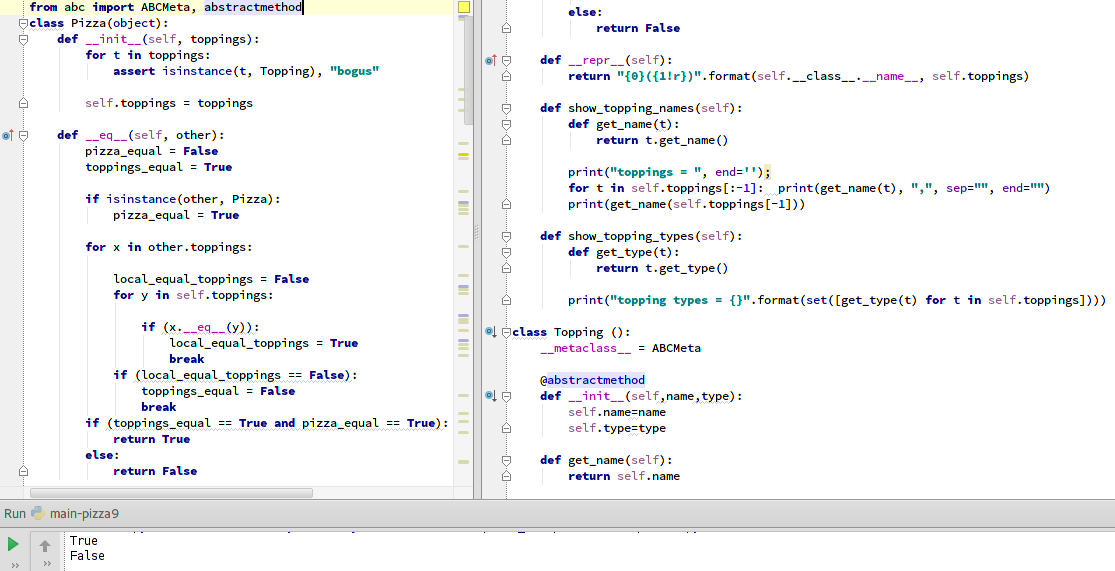 from abc import ABCMeta, abstractmethod
class Pizza(object):
    def __init__(self, toppings):
        for t in toppings:
            assert isinstance(t, Topping), "bogus"
        self.toppings = toppings
    def __eq__(self, other):
        pizza_equal = False
        toppings_equal = True
        if isinstance(other, Pizza):
            pizza_equal = True
        for x in other.toppings:
            local_equal_toppings = False
            for y in self.toppings:
                if (x.__eq__(y)):
                    local_equal_toppings = True
                    break
            if (local_equal_toppings == False):
                toppings_equal = False
                break
        if (toppings_equal == True and pizza_equal == True):
            return True
        else:
            return False
        else:
            return False
    def __repr__(self):
        return "{0}({1!r})".format(self.__class__.__name__, self.toppings)
    def show_topping_names(self):
        def get_name(t):
            return t.get_name()
        print("toppings = ", end='');
        for t in self.toppings[:-1]:  print(get_name(t), ",", sep="", end="")
        print(get_name(self.toppings[-1]))
    def show_topping_types(self):
        def get_type(t):
            return t.get_type()
        print("topping types = {}".format(set([get_type(t) for t in self.toppings])))
class Topping ():
    __metaclass__ = ABCMeta
    @abstractmethod
    def __init__(self,name,type):
        self.name=name
        self.type=type
    def get_name(self):
        return self.name
Run main-pizza9
True
False